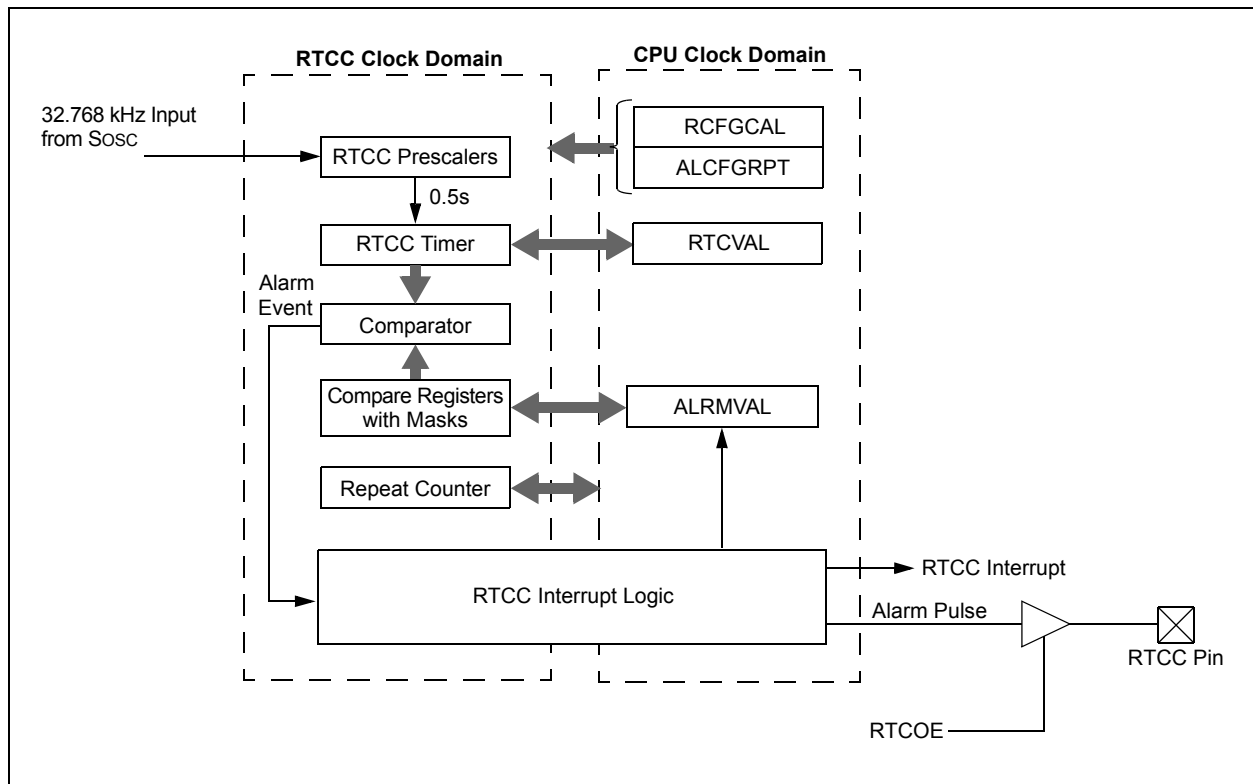 RTCC Clock Domain
CPU Clock Domain
32.768 kHz Input
from SOSC
RTCC Prescalers
RCFGCAL
ALCFGRPT
0.5s
RTCC Timer
RTCVAL
Alarm
Event
Comparator
Compare Registers
with Masks
ALRMVAL
Repeat Counter
RTCC Interrupt Logic
RTCC Interrupt
Alarm Pulse
RTCC Pin
RTCOE